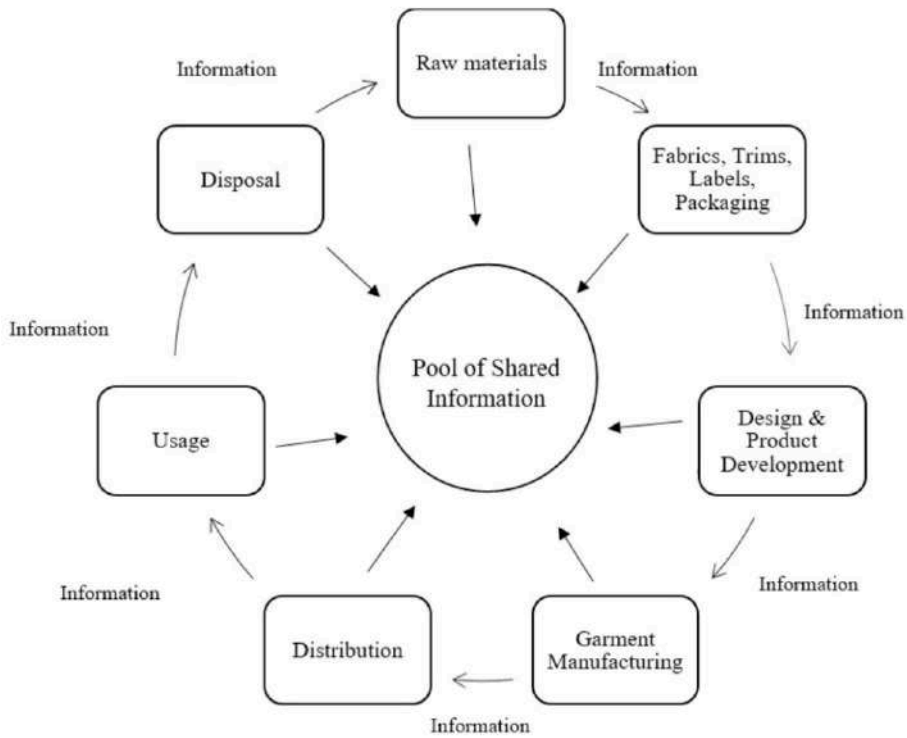 Raw materials
Information
Information
Fabrics, Trims,
Labels,
Packaging
Disposal
Information
Information
Pool of Shared
Information
Design &
Product
Development
Usage
Information
Information
Garment
Manufacturing
Distribution
Information